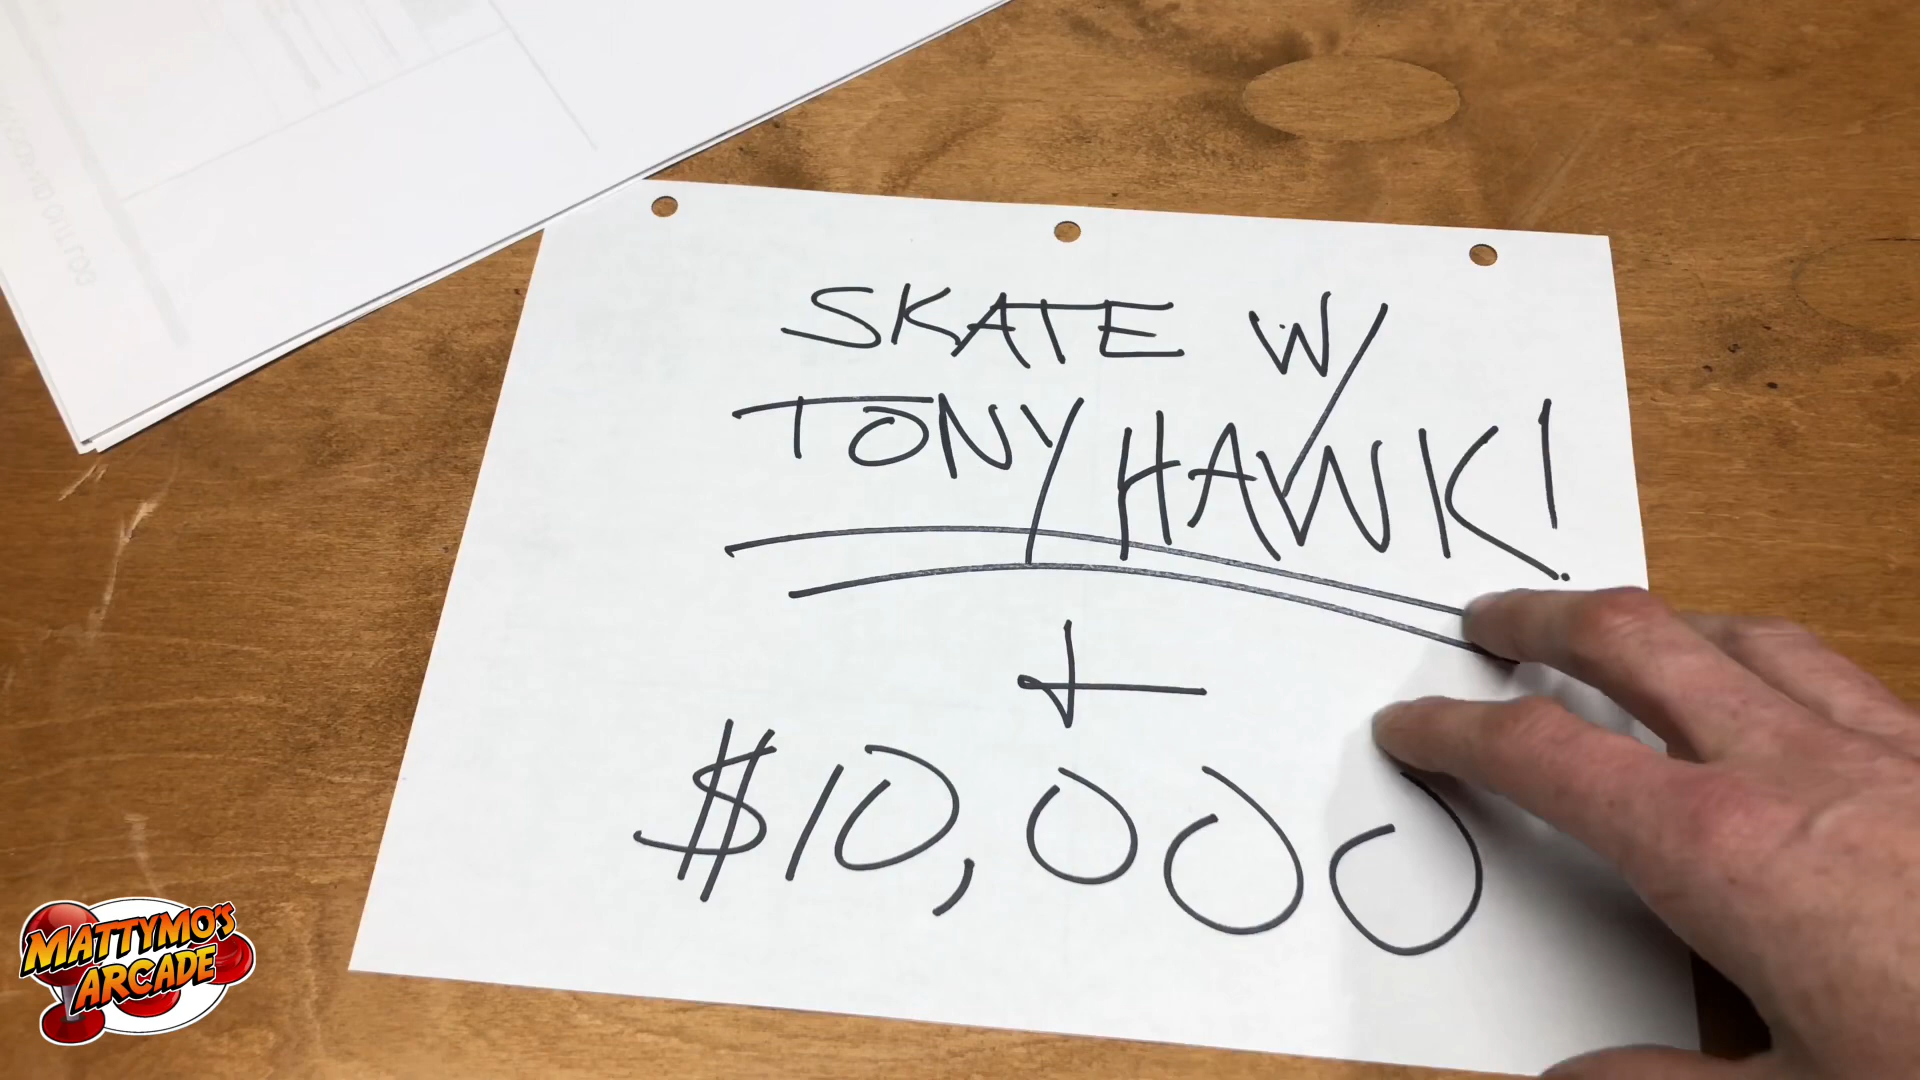 SKATE W/
TONY HAWK!
+
$10,000
MATTYMO'S
ARCADE